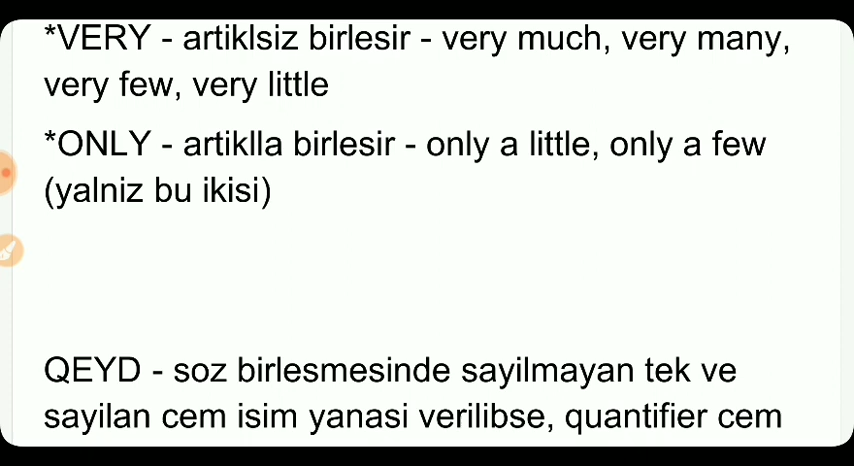 *VERY - artiklsiz birlesir - very much, very many,
very few, very little
*ONLY - artiklla birlesir - only a little, only a few
(yalniz bu ikisi)
QEYD - soz birlesmesinde sayilmayan tek ve
sayilan cem isim yanasi verilibse, quantifier cem